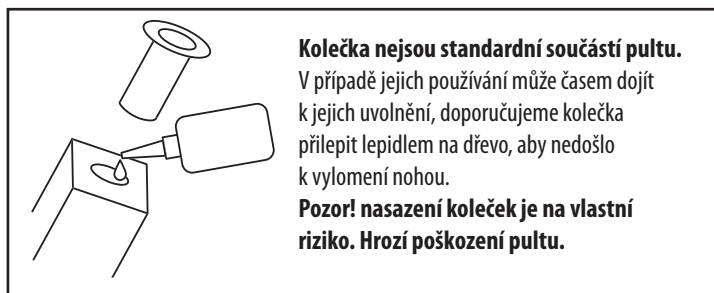 Kolečka nejsou standardní součástí pultu.
V případě jejich používání může časem dojít
k jejich uvolnění, doporučujeme kolečka
přilepit lepidlem na dřevo, aby nedošlo
k vylomení nohou.
Pozor! nasazení koleček je na vlastní
riziko. Hrozí poškození pultu.